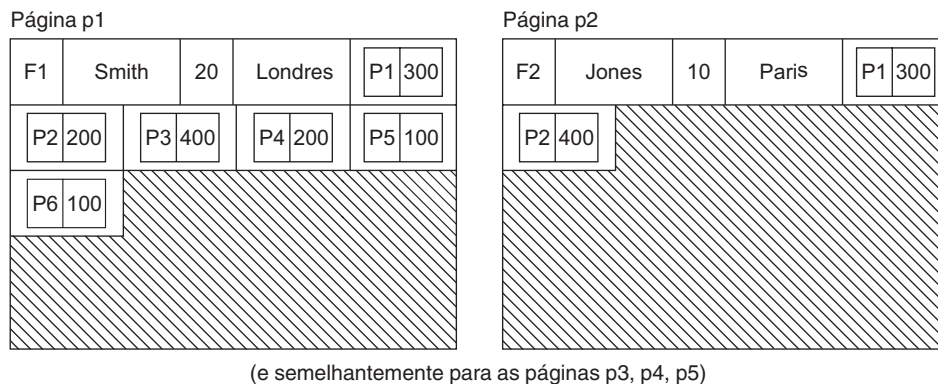 Página p1
F1 Smith 20 Londres P1 300
P2 200 P3 400 P4 200 P5 100
P6 100
Página p2
F2 Jones 10 Paris P1 300
P2 400
(e semelhantemente para as páginas p3, p4, p5)